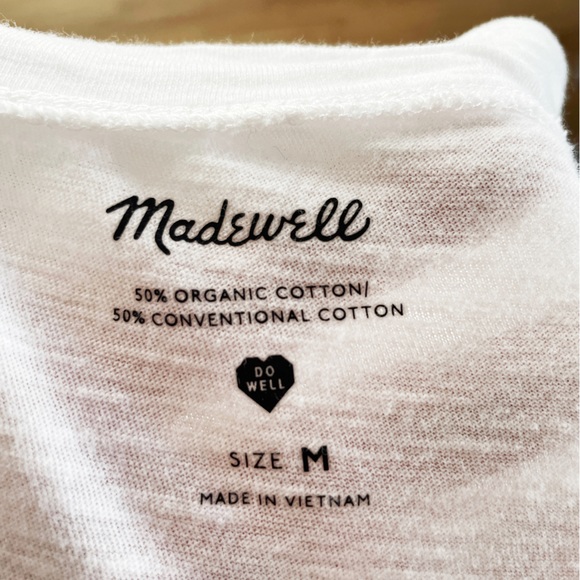 Madewell
50% ORGANIC COTTON/
50% CONVENTIONAL COTTON
DO
WELL
SIZE M
MADE IN VIETNAM